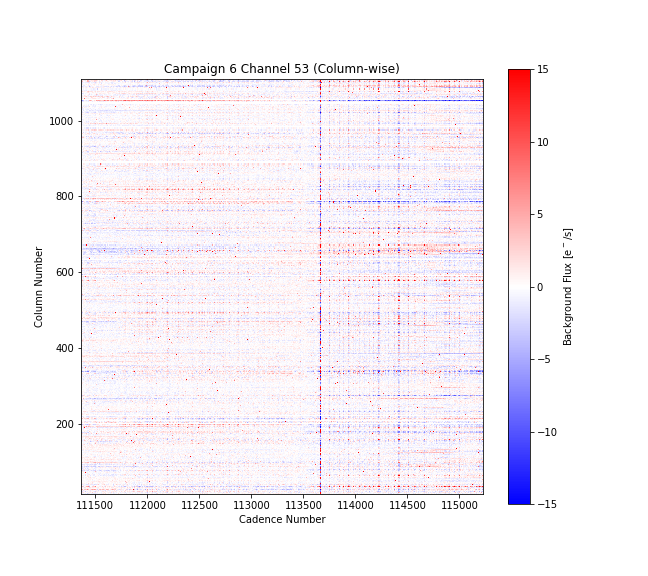 Campaign 6 Channel 53 (Column-wise)
1000
800
600
400
200
Column Number
111500 112000 112500 113000 113500 114000 114500 115000
Cadence Number
15
10
5
0
−5
−10
−15
Background Flux [e⁻/s]